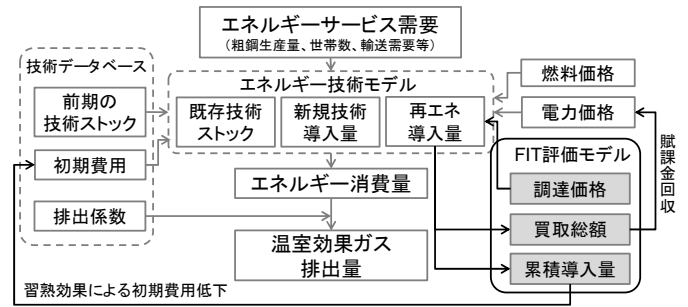 エネルギーサービス需要
(粗鋼生産量、世帯数、輸送需要等)
技術データベース
前期の
技術ストック
初期費用
排出係数
エネルギー技術モデル
既存技術
ストック
新規技術
導入量
再エネ
導入量
燃料価格
電力価格
賦課金回収
FIT評価モデル
調達価格
買取総額
累積導入量
エネルギー消費量
温室効果ガス
排出量
習熟効果による初期費用低下